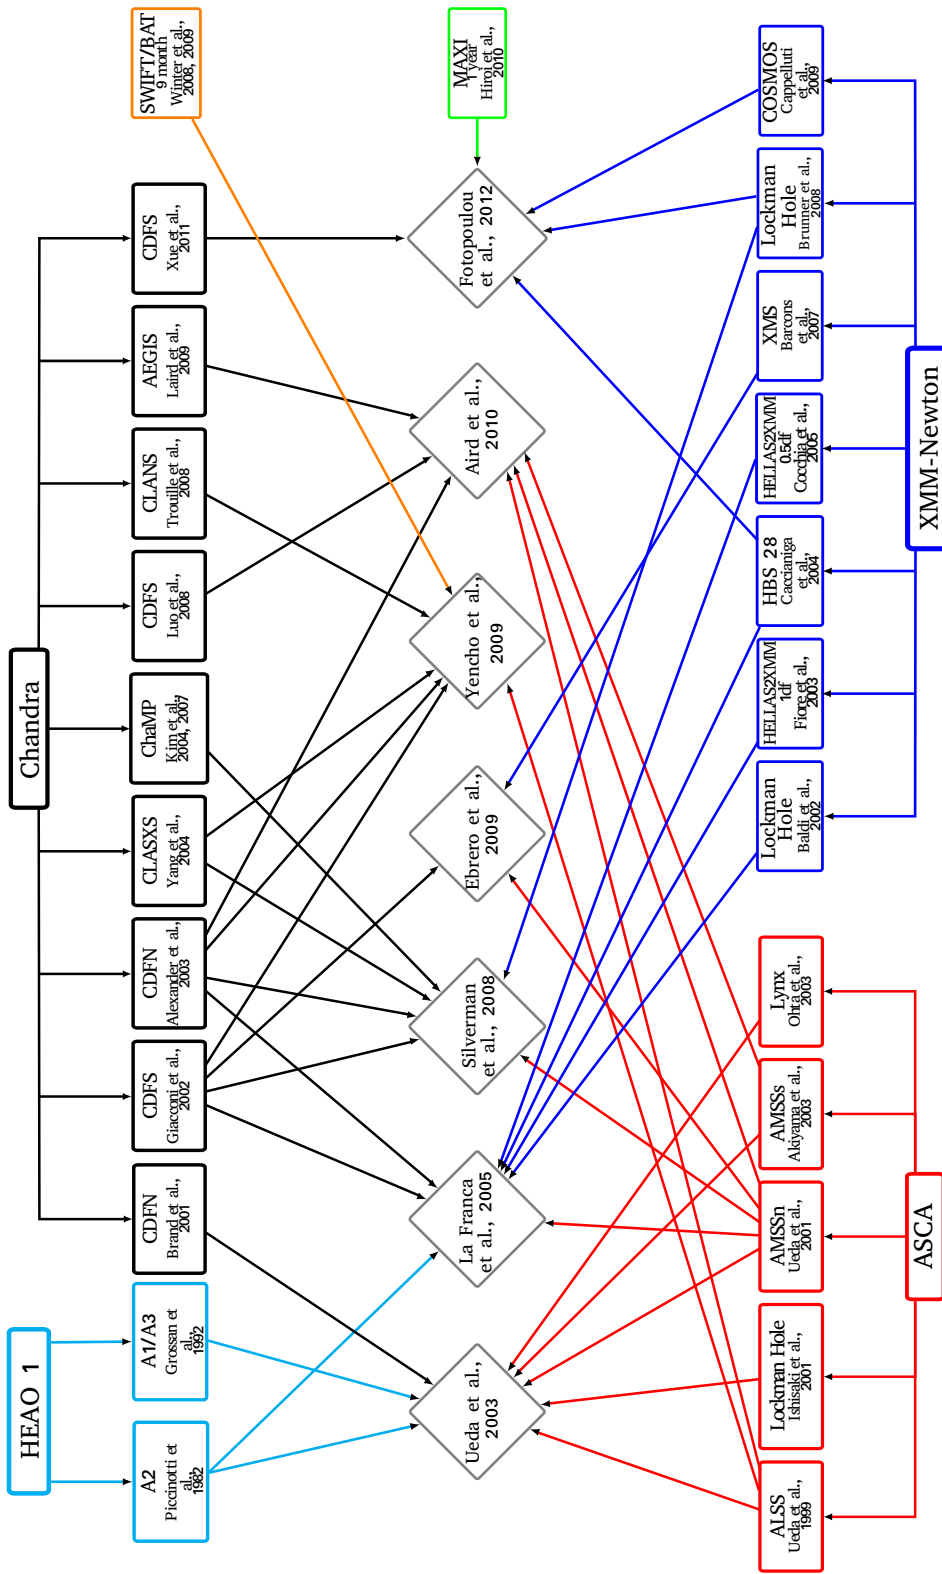 HEAO 1
Chandra
A2
Piccinotti et
al.,
1982
A1/A3
Grossan et
al.,
1992
CDFN
Brand et al.,
2001
CDFS
Giacconi et al.,
2002
CDFN
Alexander et al.,
2003
CLASXS
Yang et al.,
2004
ChaMP
Kim et al.,
2004, 2007
CDFS
Luo et al.,
2008
CLANS
Trouille et al.,
2008
AEGIS
Laird et al.,
2009
CDFS
Xue et al.,
2011
SWIFT/BAT
9 month
Winter et al.,
2008, 2009
Ueda et al.,
2003
La Franca
et al., 2005
Silverman
et al., 2008
Ebrero et al.,
2009
Yencho et al.,
2009
Aird et al.,
2010
Fotopoulou
et al., 2012
MAXI
1 year
Hiroi et al.,
2010
ALSS
Ueda et al.,
1999
Lockman Hole
Ishisaki et al.,
2001
AMSSn
Ueda et al.,
2001
AMSSs
Akiyama et al.,
2003
Lynx
Ohta et al.,
2003
Lockman
Hole
Baldi et al.,
2002
HELLAS2XMM
1df
Fiore et al.,
2003
HBS 28
Caccianiga
et al.,
2004
HELLAS2XMM
0.5df
Cocchia et al.,
2005
XMS
Barcons
et al.,
2007
Lockman
Hole
Brunner et al.,
2008
COSMOS
Cappelluti
et al.,
2009
ASCA
XMM-Newton